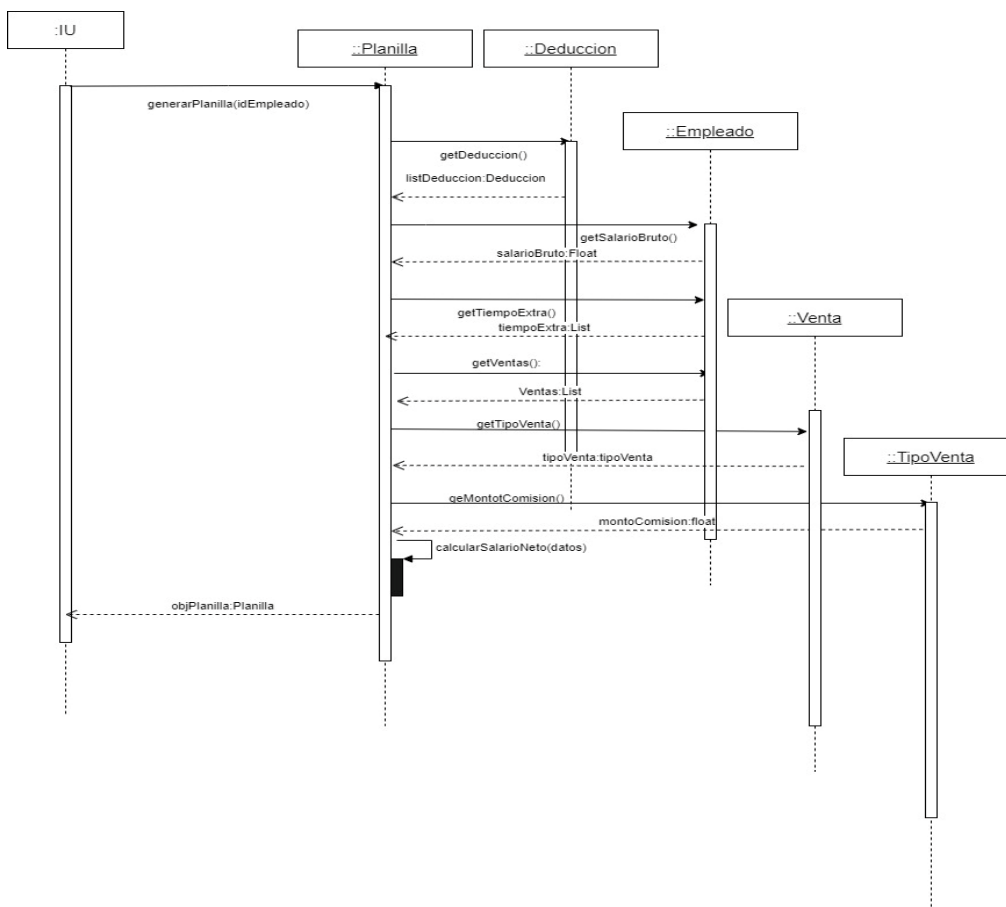 :IU
::Planilla
::Deduccion
generarPlanilla(idEmpleado)
::Empleado
getDeduccion()
listDeduccion:Deduccion
getSalarioBruto()
salarioBruto:Float
getTiempoExtra()
tiempoExtra:List
::Venta
getVentas():
Ventas:List
getTipoVenta()
tipoVenta:tipoVenta
::TipoVenta
geMontotComision()
montoComision:float
calcularSalarioNeto(datos)
objPlanilla:Planilla